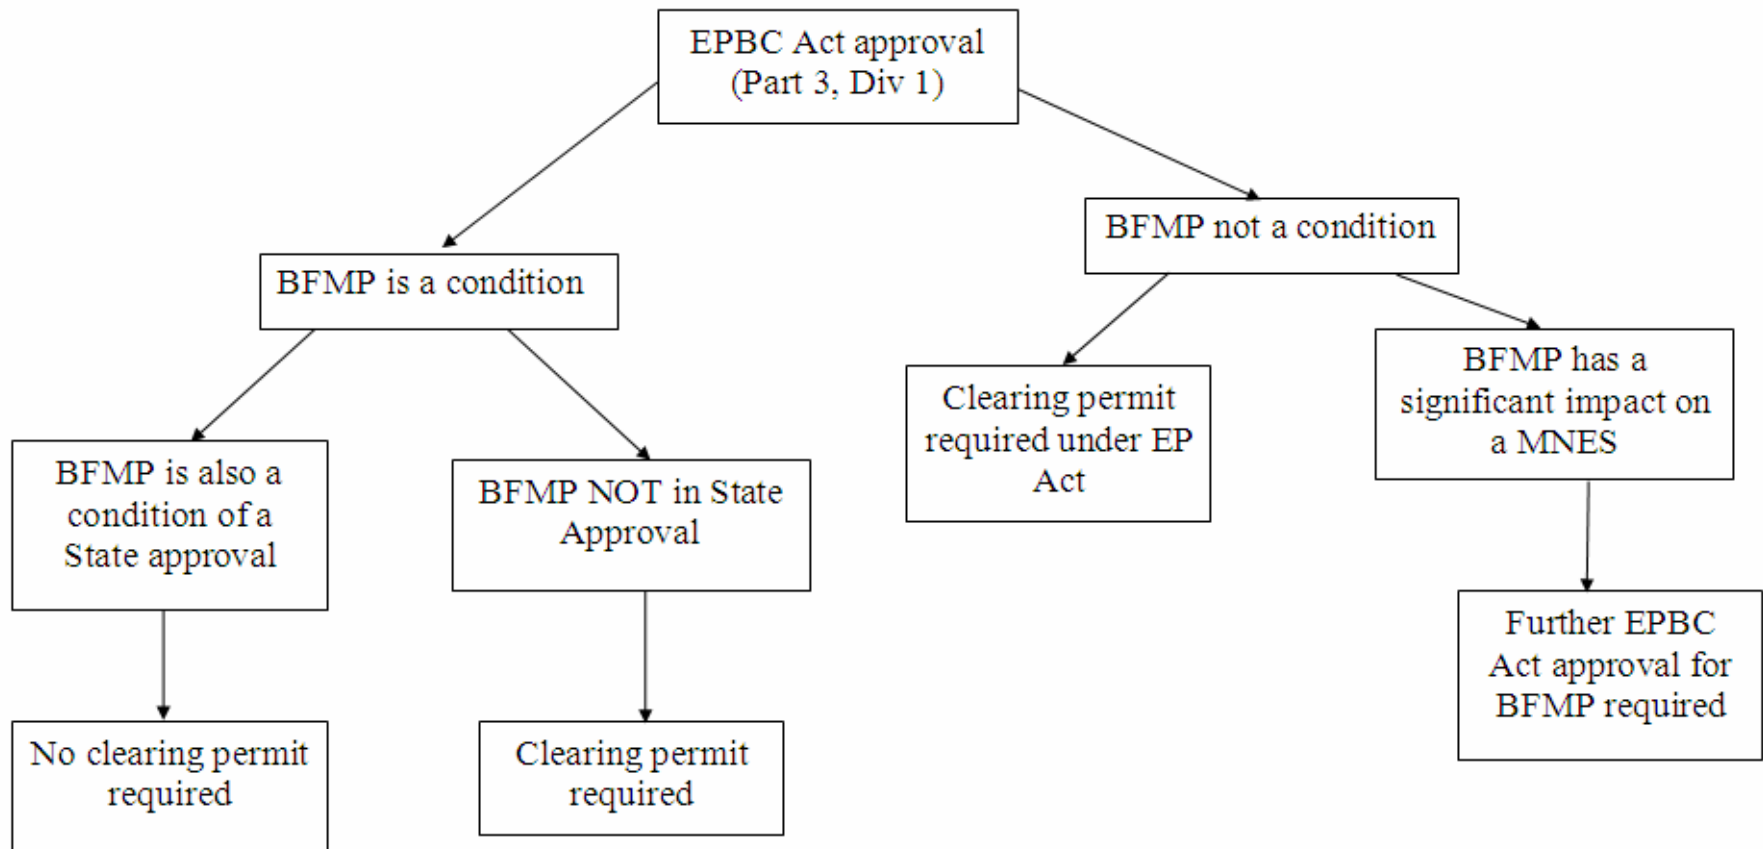 EPBC Act approval
(Part 3, Div 1)
BFMP is a condition
BFMP not a condition
BFMP is also a
condition of a
State approval
BFMP NOT in State
Approval
Clearing permit
required under EP
Act
BFMP has a
significant impact on
a MNES
No clearing permit
required
Clearing permit
required
Further EPBC
Act approval for
BFMP required